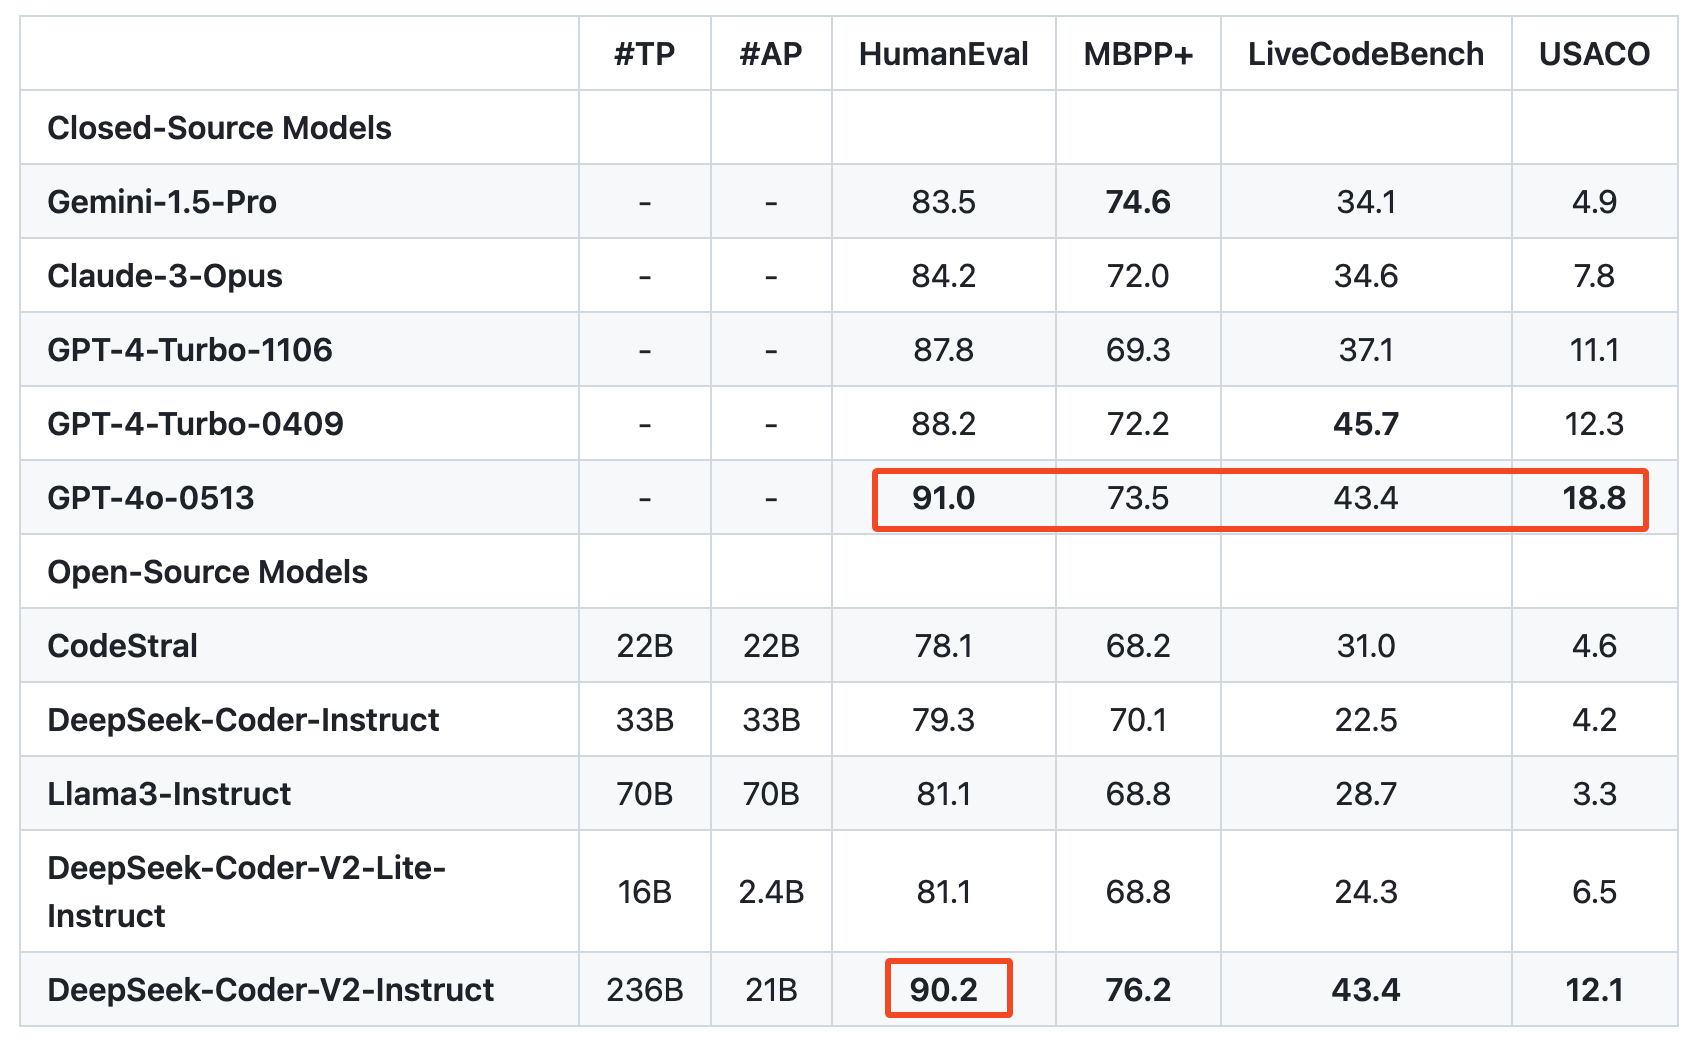 #TP #AP HumanEval MBPP+ LiveCodeBench USACO
Closed-Source Models
Gemini-1.5-Pro - - 83.5 74.6 34.1 4.9
Claude-3-Opus - - 84.2 72.0 34.6 7.8
GPT-4-Turbo-1106 - - 87.8 69.3 37.1 11.1
GPT-4-Turbo-0409 - - 88.2 72.2 45.7 12.3
GPT-4o-0513 - - 91.0 73.5 43.4 18.8
Open-Source Models
CodeStral 22B 22B 78.1 68.2 31.0 4.6
DeepSeek-Coder-Instruct 33B 33B 79.3 70.1 22.5 4.2
Llama3-Instruct 70B 70B 81.1 68.8 28.7 3.3
DeepSeek-Coder-V2-Lite-
Instruct 16B 2.4B 81.1 68.8 24.3 6.5
DeepSeek-Coder-V2-Instruct 236B 21B 90.2 76.2 43.4 12.1